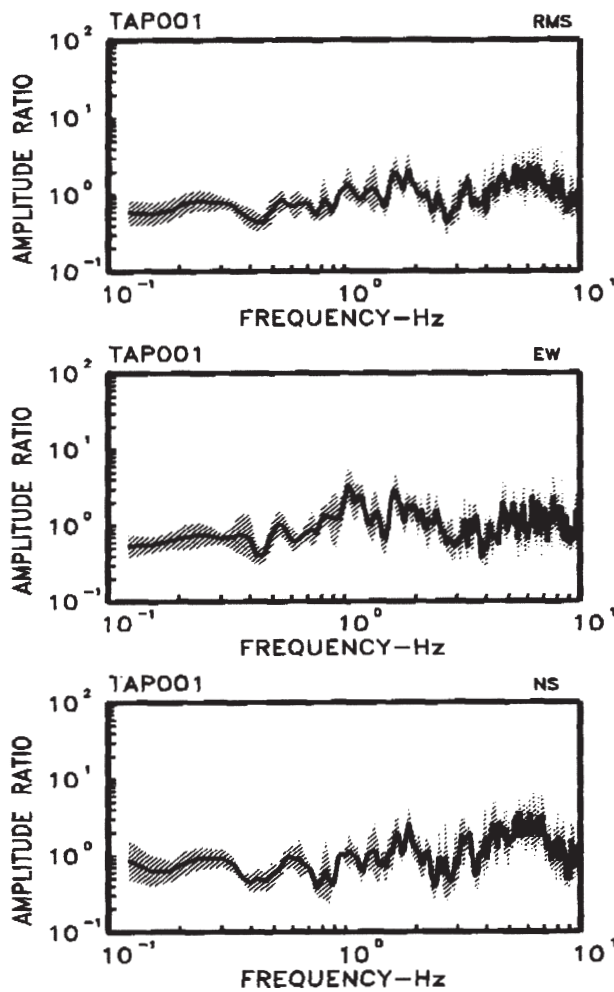 TAP001 RMS
10²
10¹
10⁰
10⁻¹
AMPLITUDE RATIO
10⁻¹ 10⁰ 10¹
FREQUENCY-Hz
TAP001 EW
10²
10¹
10⁰
10⁻¹
AMPLITUDE RATIO
10⁻¹ 10⁰ 10¹
FREQUENCY-Hz
TAP001 NS
10²
10¹
10⁰
10⁻¹
AMPLITUDE RATIO
10⁻¹ 10⁰ 10¹
FREQUENCY-Hz